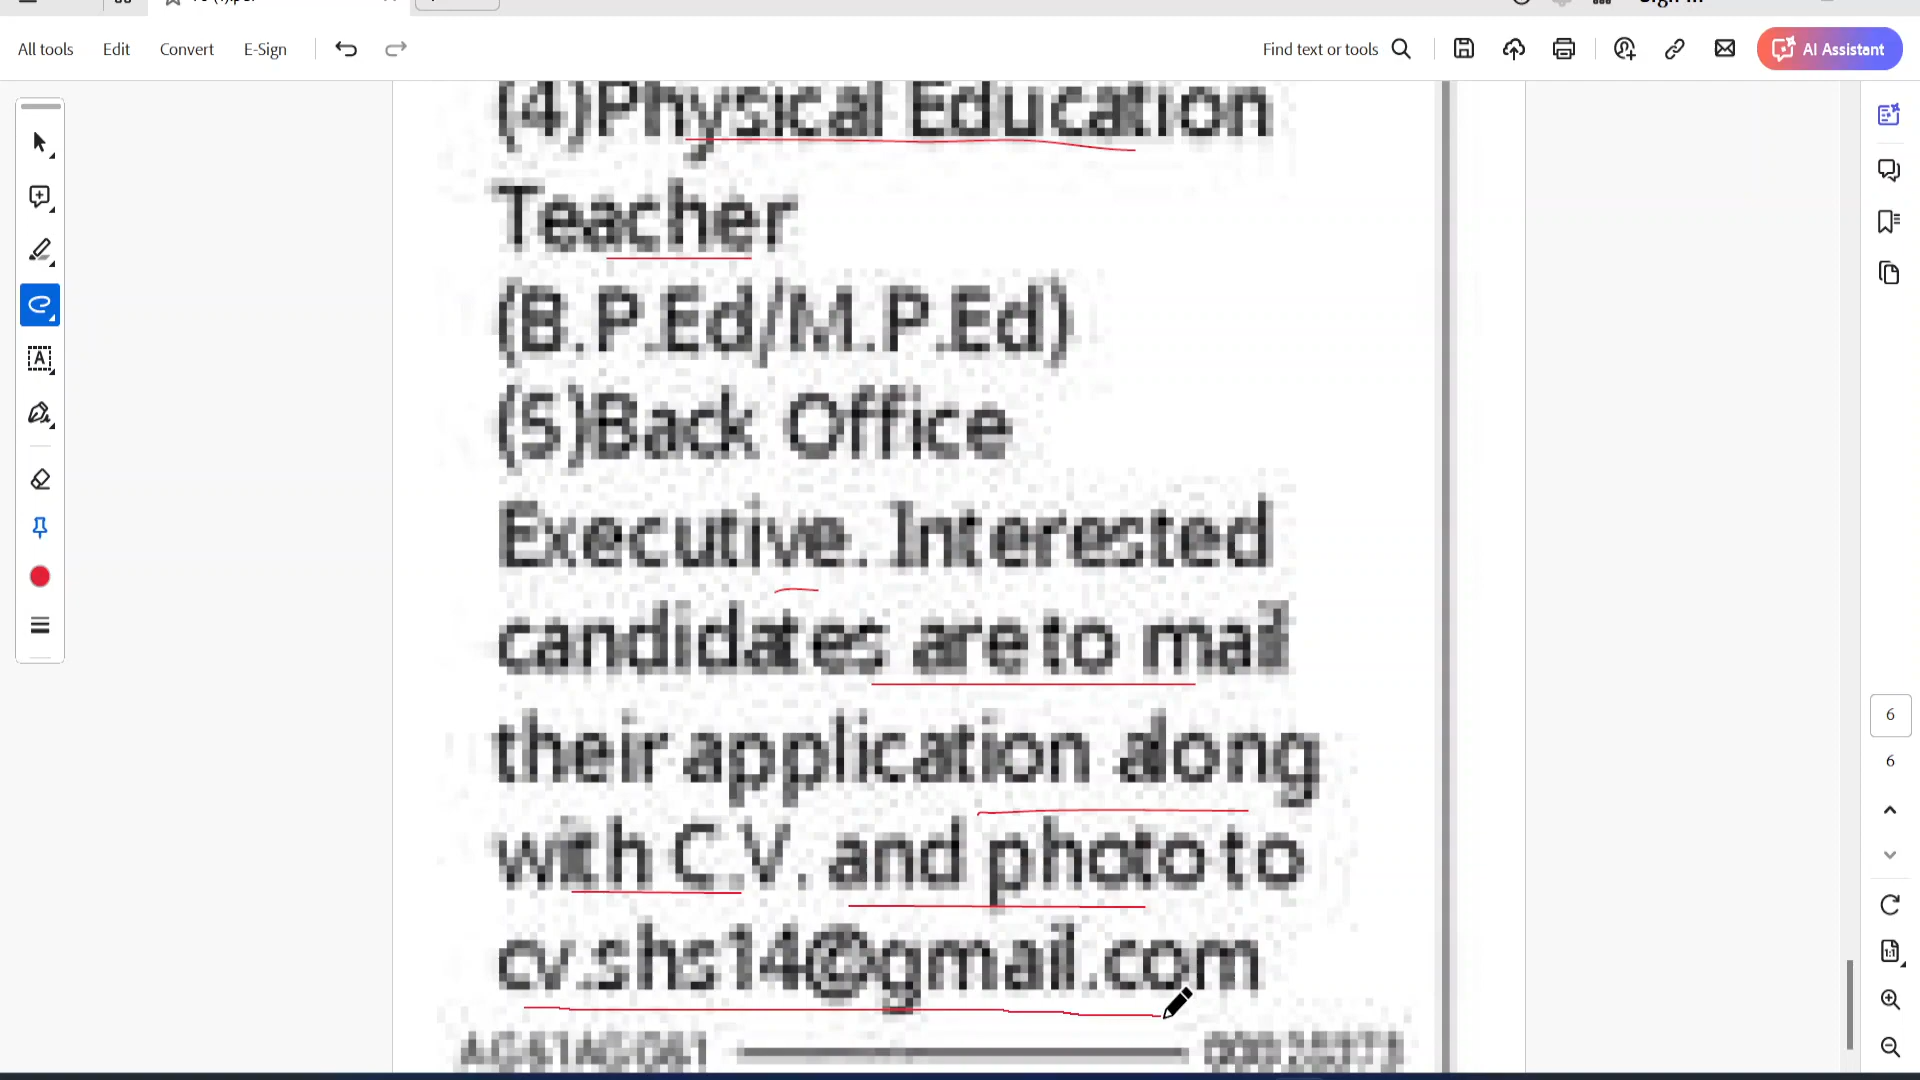 All tools Edit Convert E-Sign Find text or tools AI Assistant
(4)Physical Education
Teacher
(B.P.Ed/M.P.Ed)
(5)Back Office
Executive. Interested
candidates are to mail
their application along
with C.V. and photo to
cv.shs14@gmail.com
6
6